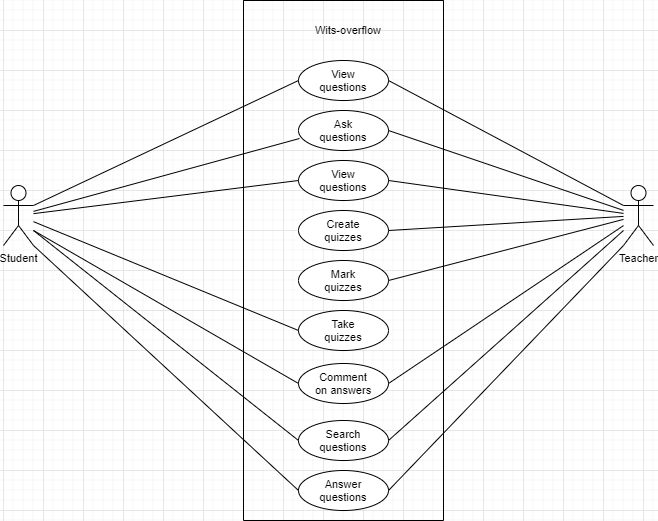 Wits-overflow
View
questions
Ask
questions
View
questions
Create
quizzes
Mark
quizzes
Take
quizzes
Comment
on answers
Search
questions
Answer
questions
Student
Teacher